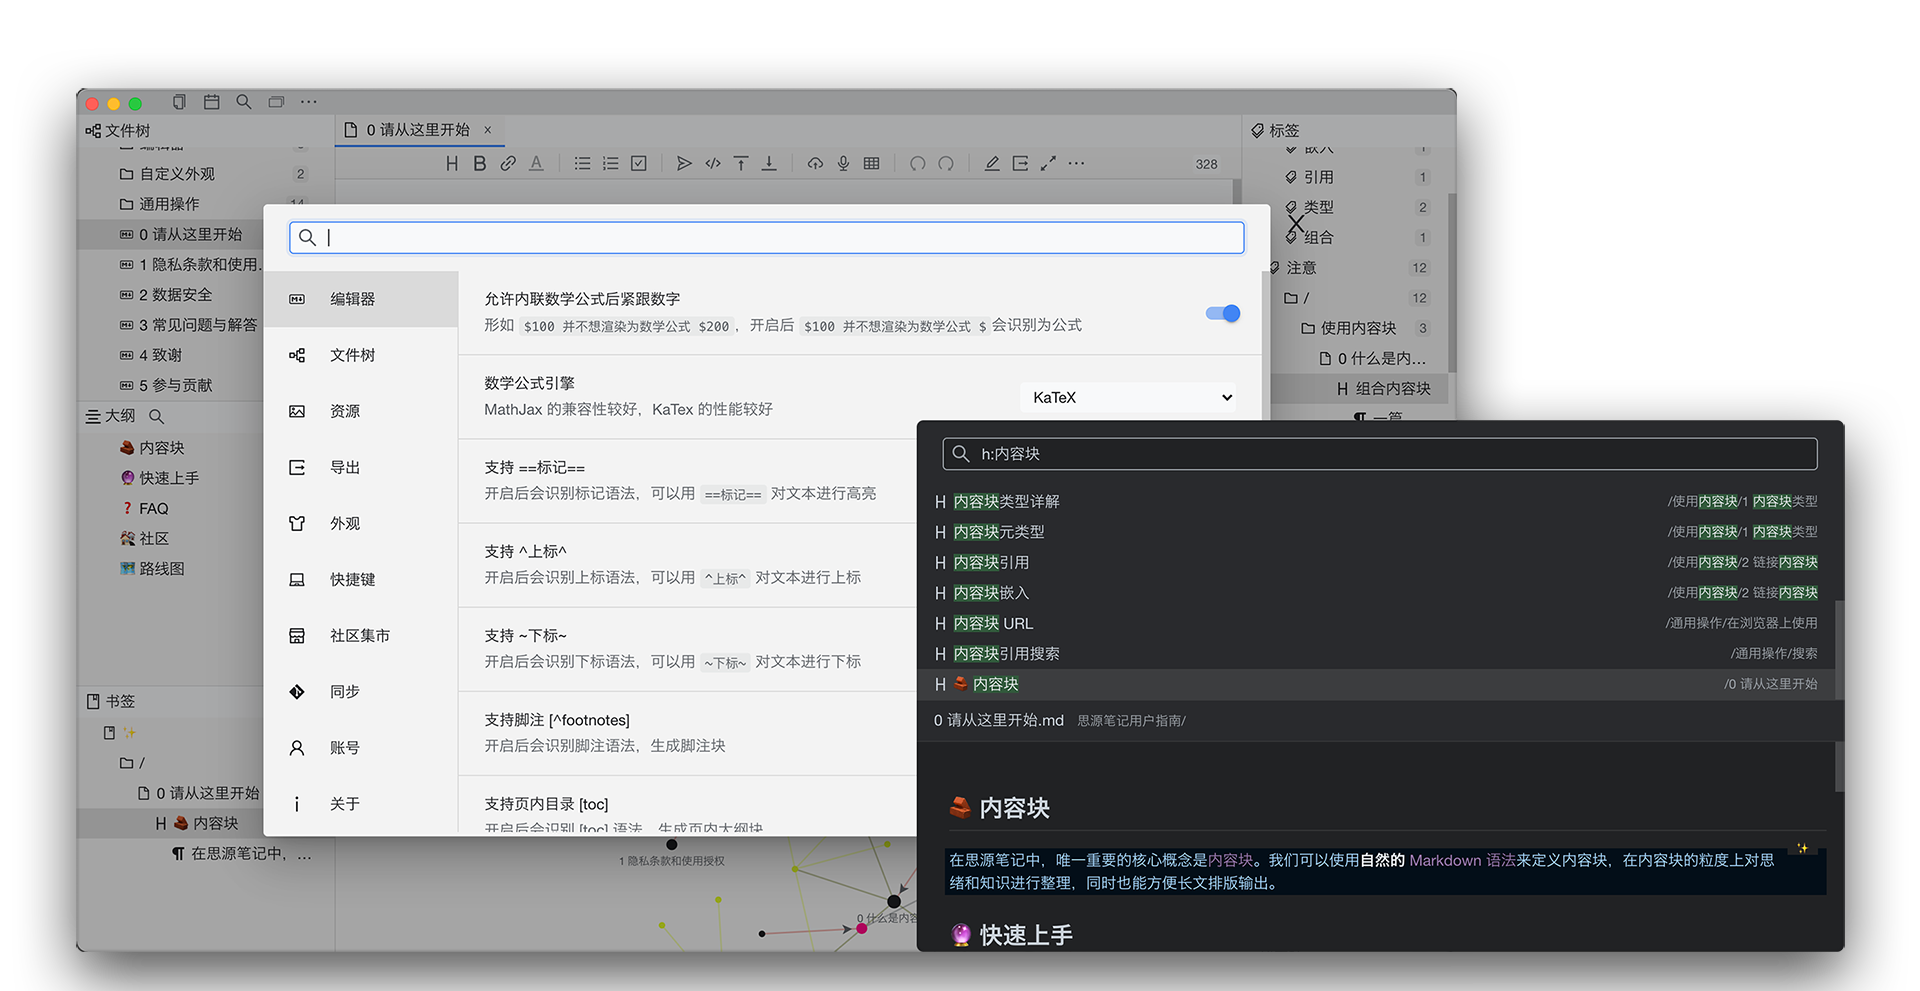 文件树
0 请从这里开始 ×
标签
编辑器
自定义外观 2
通用操作 14
0 请从这里开始
1 隐私条款和使用...
2 数据安全
3 常见问题与解答
4 致谢
5 参与贡献
大纲
内容块
快速上手
FAQ
社区
路线图
书签
/
0 请从这里开始
H 内容块
在思源笔记中，...
H B A
328
嵌入 1
引用 1
类型 2
组合 1
注意 12
/ 12
使用内容块 3
0 什么是内...
H 组合内容块
一篇
编辑器
文件树
资源
导出
外观
快捷键
社区集市
同步
账号
关于
允许内联数学公式后紧跟数字
形如 $100 并不想渲染为数学公式 $200，开启后 $100 并不想渲染为数学公式 $ 会识别为公式
数学公式引擎
MathJax 的兼容性较好，KaTex 的性能较好
KaTeX
支持 ==标记==
开启后会识别标记语法，可以用 ==标记== 对文本进行高亮
支持 ^上标^
开启后会识别上标语法，可以用 ^上标^ 对文本进行上标
支持 ~下标~
开启后会识别下标语法，可以用 ~下标~ 对文本进行下标
支持脚注 [^footnotes]
开启后会识别脚注语法，生成脚注块
支持页内目录 [toc]
开启后会识别 [toc] 语法，生成页内大纲块
1 隐私条款和使用授权
0 什么是内容
h:内容块
H 内容块类型详解 /使用内容块/1 内容块类型
H 内容块元类型 /使用内容块/1 内容块类型
H 内容块引用 /使用内容块/2 链接内容块
H 内容块嵌入 /使用内容块/2 链接内容块
H 内容块 URL /通用操作/在浏览器上使用
H 内容块引用搜索 /通用操作/搜索
H 内容块 /0 请从这里开始
0 请从这里开始.md 思源笔记用户指南/
内容块
在思源笔记中，唯一重要的核心概念是内容块。我们可以使用自然的 Markdown 语法来定义内容块，在内容块的粒度上对思
绪和知识进行整理，同时也能方便长文排版输出。
快速上手